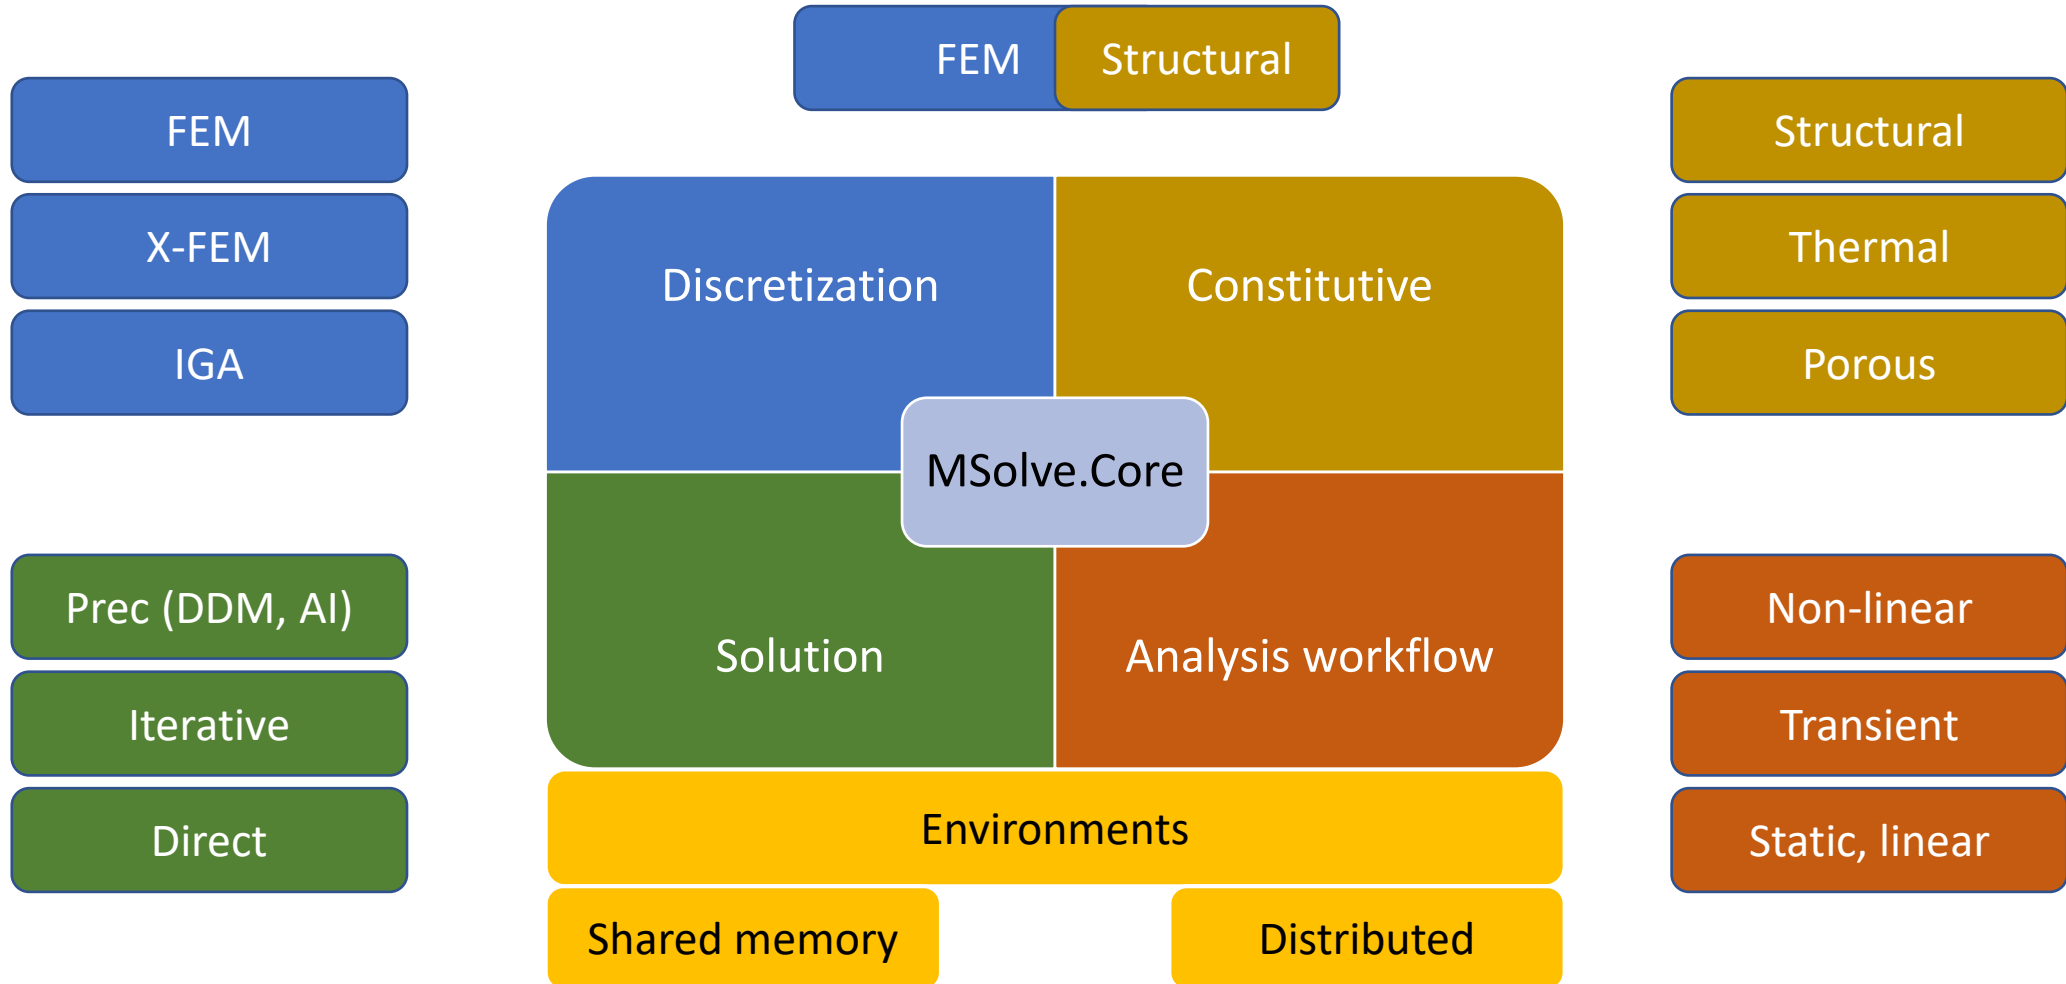 FEM
Structural
FEM
X-FEM
IGA
Structural
Thermal
Porous
Discretization
Constitutive
MSolve.Core
Solution
Analysis workflow
Prec (DDM, AI)
Iterative
Direct
Non-linear
Transient
Static, linear
Environments
Shared memory
Distributed